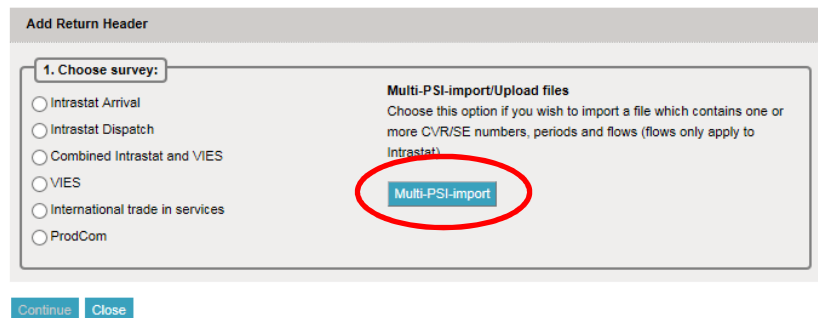 Add Return Header
1. Choose survey:
Intrastat Arrival
Intrastat Dispatch
Combined Intrastat and VIES
VIES
International trade in services
ProdCom
Multi-PSI-import/Upload files
Choose this option if you wish to import a file which contains one or
more CVR/SE numbers, periods and flows (flows only apply to
Intrastat)
Multi-PSI-import
Continue Close